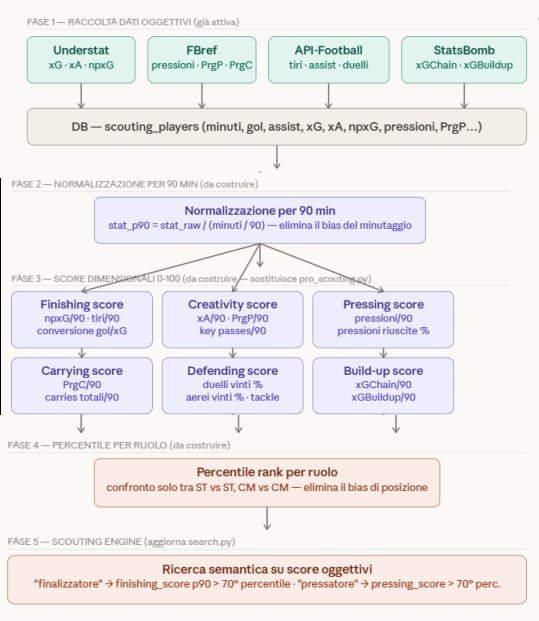 FASE 1 — RACCOLTA DATI OGGETTIVI (già attiva)
Understat
xG · xA · npxG
FBref
pressioni · PrgP · PrgC
API-Football
tiri · assist · duelli
StatsBomb
xGChain · xGBuildup
DB — scouting_players (minuti, gol, assist, xG, xA, npxG, pressioni, PrgP...)
FASE 2 — NORMALIZZAZIONE PER 90 MIN (da costruire)
Normalizzazione per 90 min
stat_p90 = stat_raw / (minuti / 90) — elimina il bias del minutaggio
FASE 3 — SCORE DIMENSIONALI 0-100 (da costruire — sostituisce pro_scouting.py)
Finishing score
npxG/90 · tiri/90
conversione gol/xG
Creativity score
xA/90 · PrgP/90
key passes/90
Pressing score
pressioni/90
pressioni riuscite %
Carrying score
PrgC/90
carries totali/90
Defending score
duelli vinti %
aerei vinti % · tackle
Build-up score
xGChain/90
xGBuildup/90
FASE 4 — PERCENTILE PER RUOLO (da costruire)
Percentile rank per ruolo
confronto solo tra ST vs ST, CM vs CM — elimina il bias di posizione
FASE 5 — SCOUTING ENGINE (aggiorna search.py)
Ricerca semantica su score oggettivi
"finalizzatore" → finishing_score p90 > 70° percentile · "pressatore" → pressing_score > 70° perc.